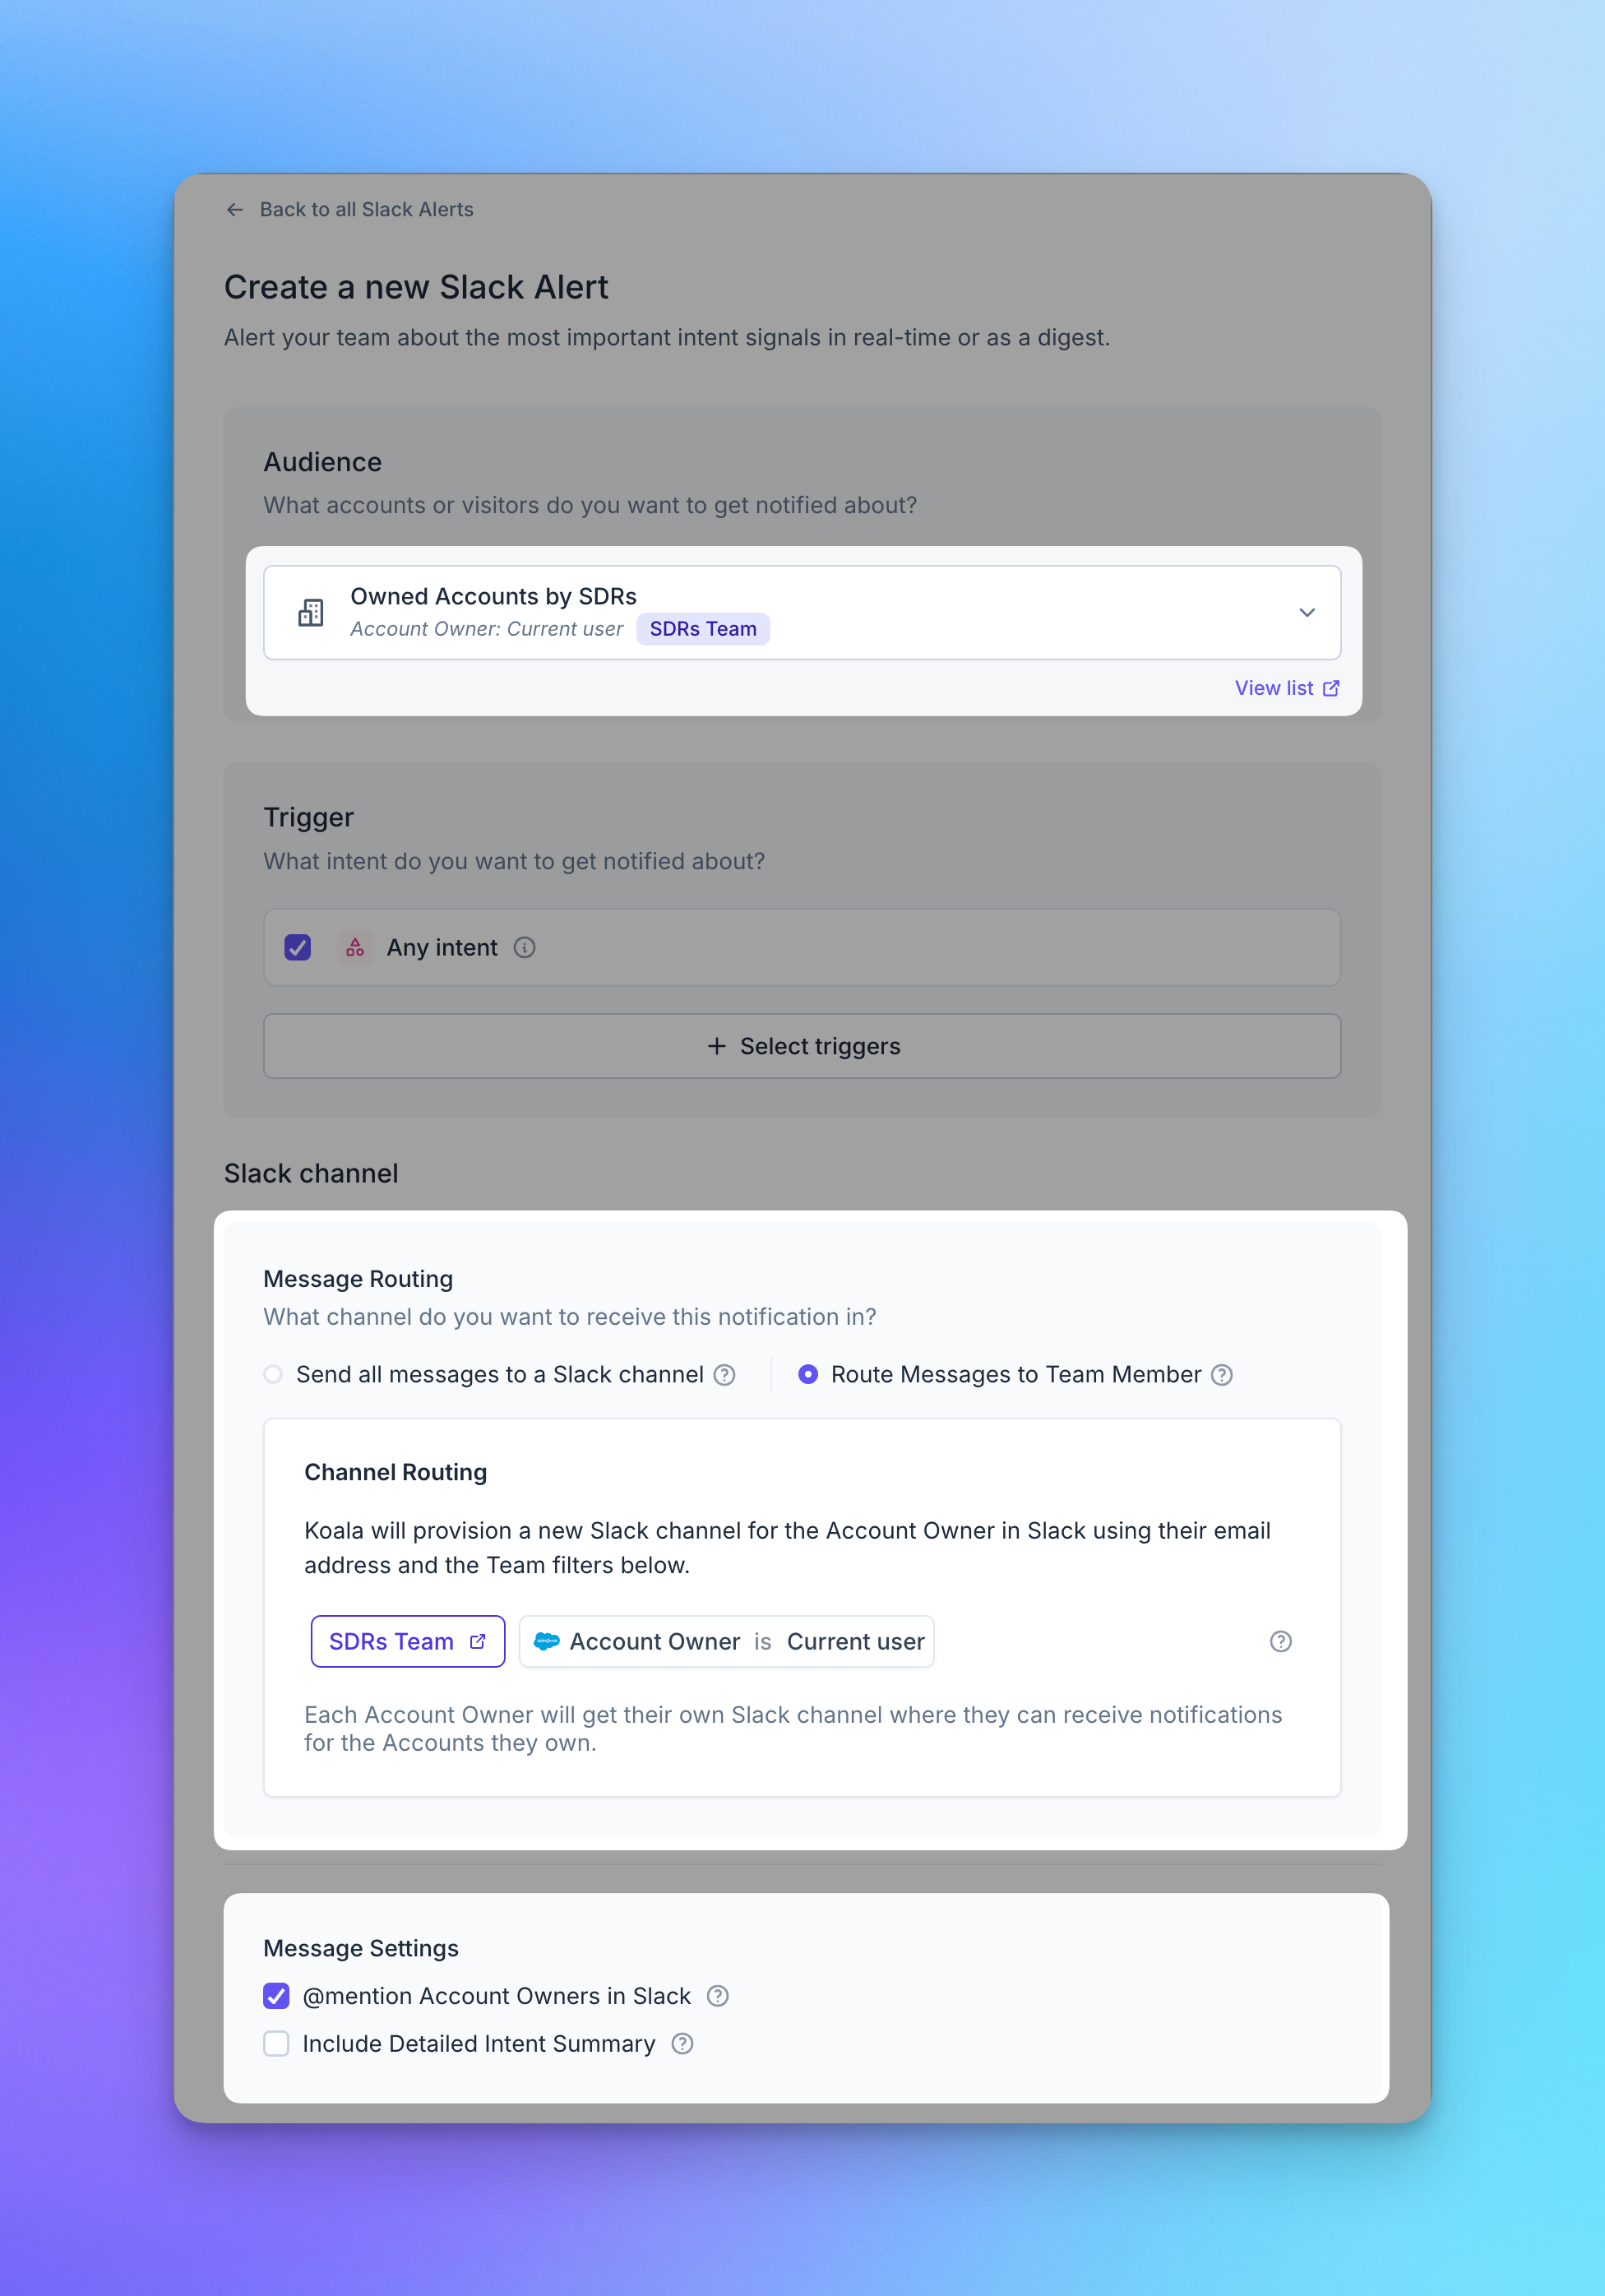 Back to all Slack Alerts
Create a new Slack Alert
Alert your team about the most important intent signals in real-time or as a digest.
Audience
What accounts or visitors do you want to get notified about?
Owned Accounts by SDRs
Account Owner: Current user SDRs Team
View list
Trigger
What intent do you want to get notified about?
Any intent
Select triggers
Slack channel
Message Routing
What channel do you want to receive this notification in?
Send all messages to a Slack channel Route Messages to Team Member
Channel Routing
Koala will provision a new Slack channel for the Account Owner in Slack using their email
address and the Team filters below.
SDRs Team salesforce Account Owner is Current user
Each Account Owner will get their own Slack channel where they can receive notifications
for the Accounts they own.
Message Settings
@mention Account Owners in Slack
Include Detailed Intent Summary